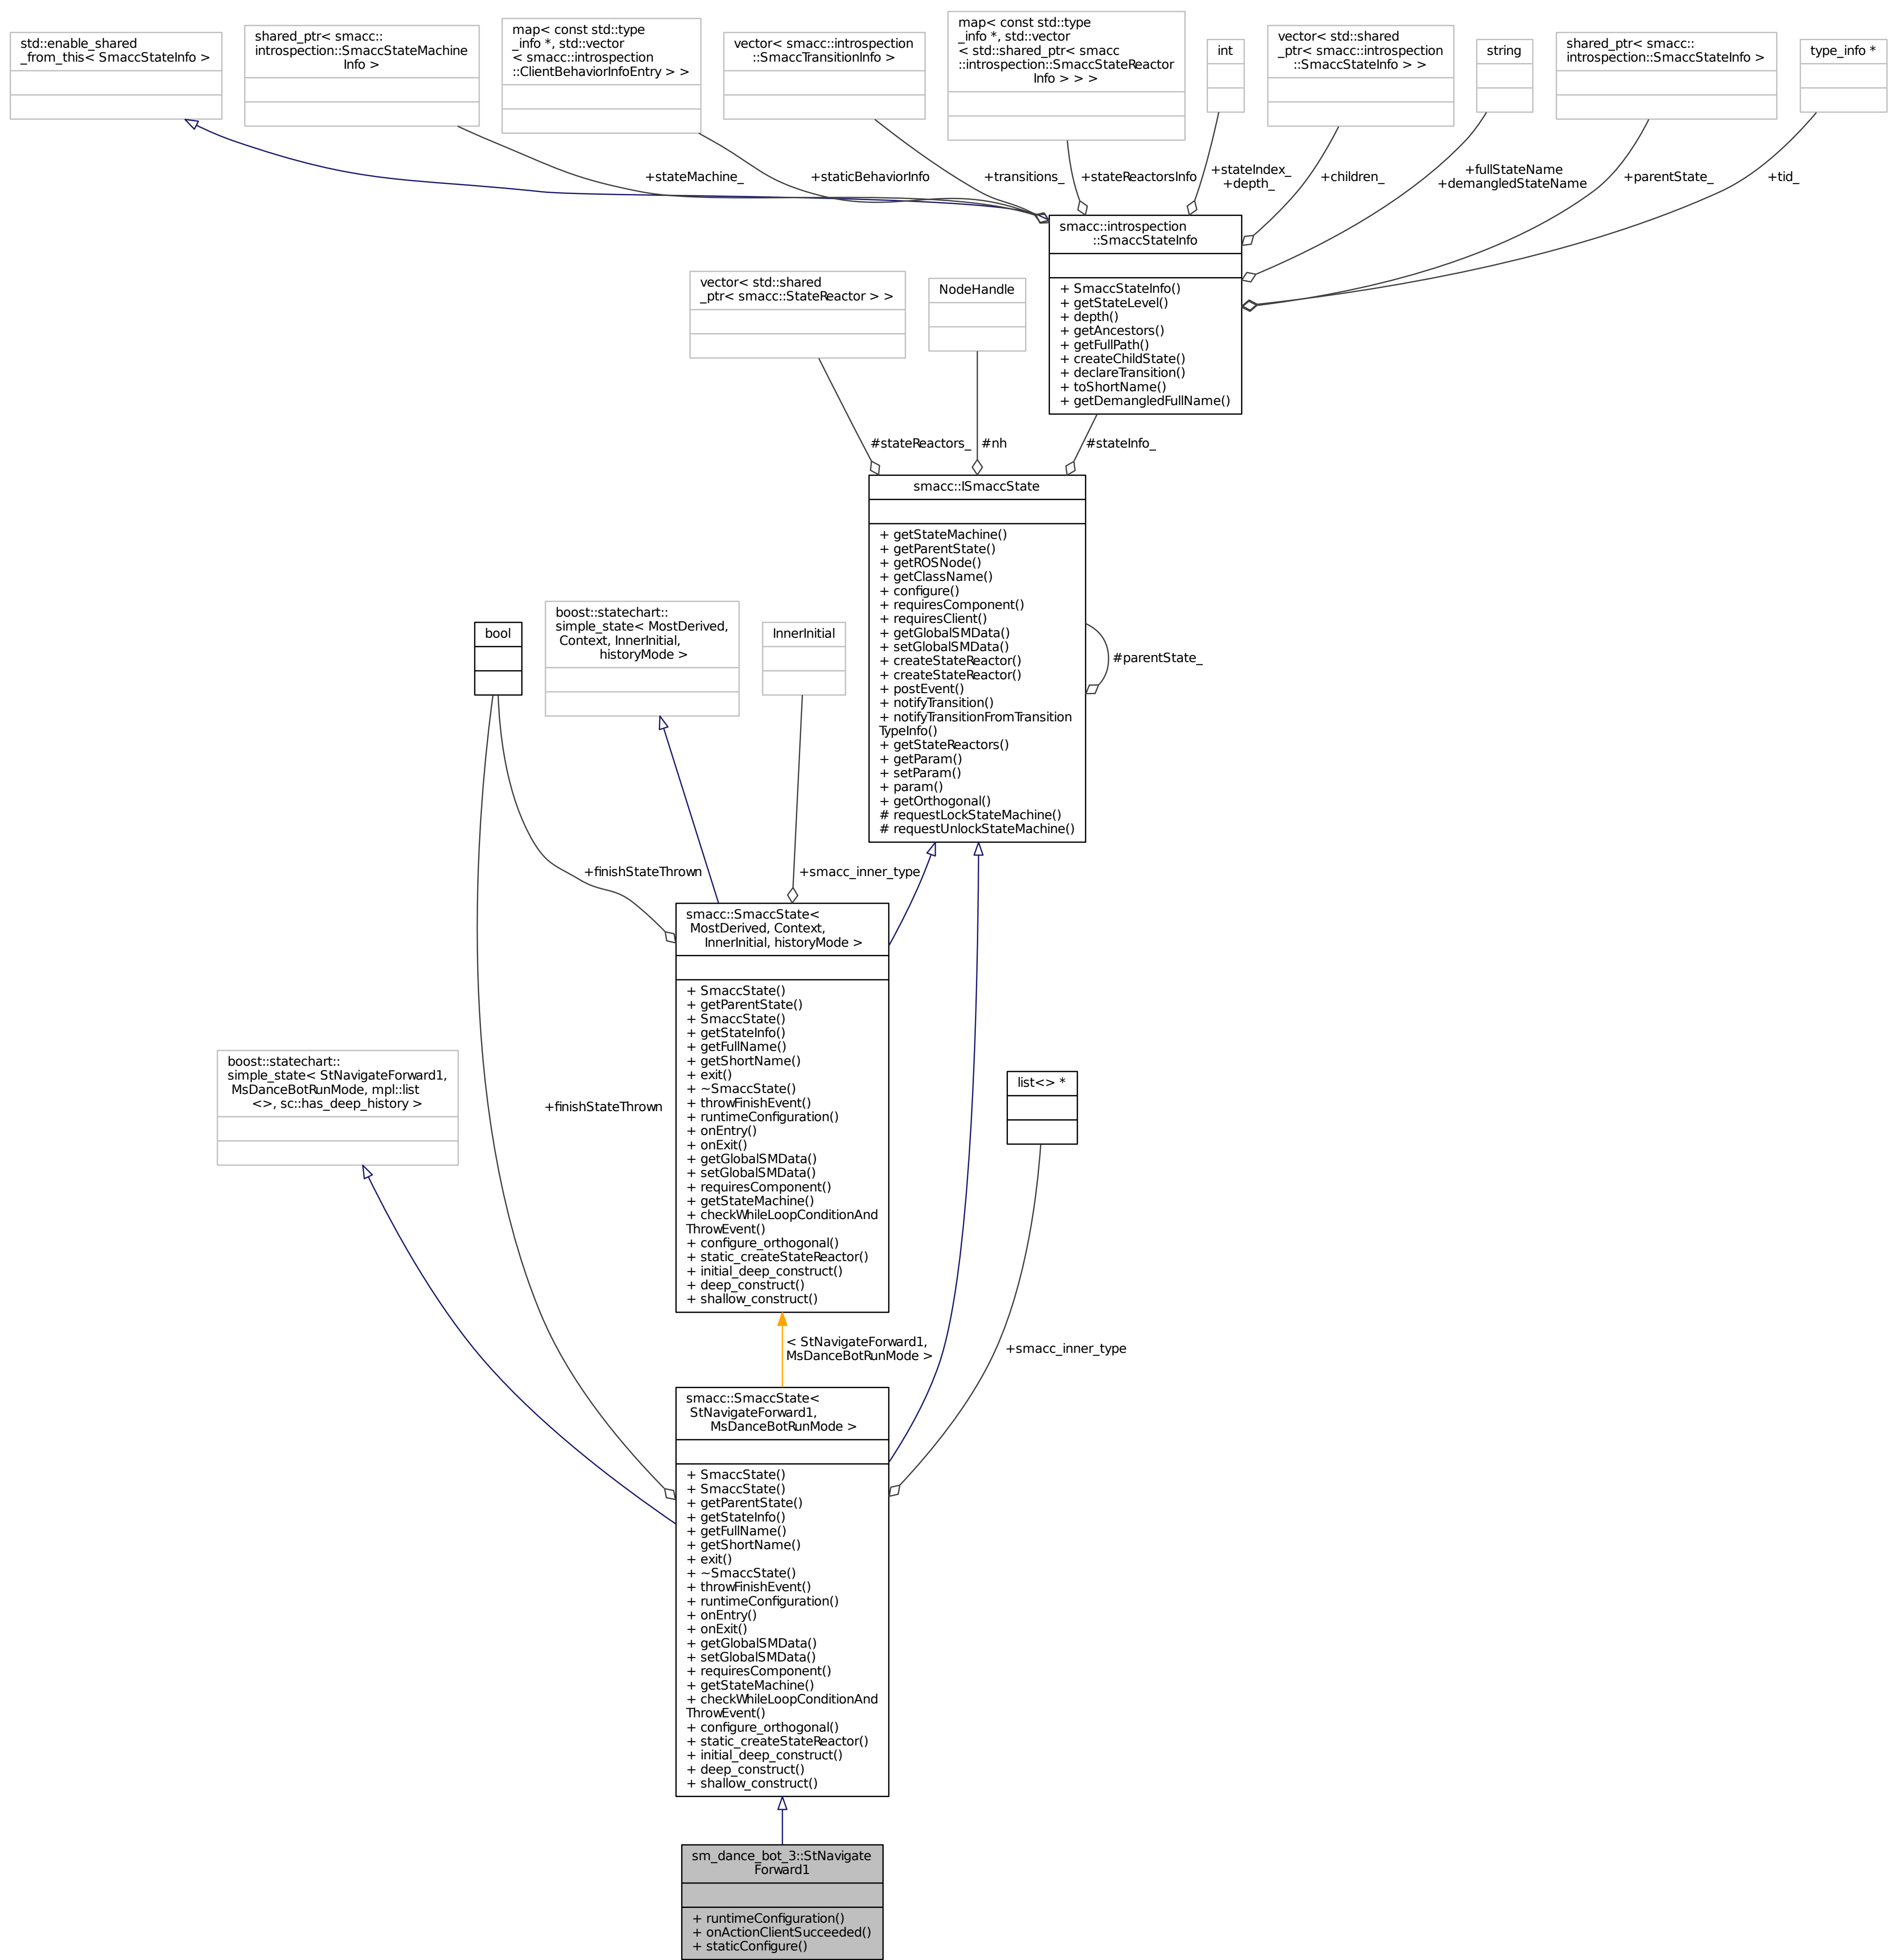 std::enable_shared
_from_this< SmaccStateInfo >
shared_ptr< smacc::
introspection::SmaccStateMachine
Info >
map< const std::type
_info *, std::vector
< smacc::introspection
::ClientBehaviorInfoEntry > >
vector< smacc::introspection
::SmaccTransitionInfo >
map< const std::type
_info *, std::vector
< std::shared_ptr< smacc
::introspection::SmaccStateReactor
Info > > >
int
vector< std::shared
_ptr< smacc::introspection
::SmaccStateInfo > >
string
shared_ptr< smacc::
introspection::SmaccStateInfo >
type_info *
+stateMachine_
+staticBehaviorInfo
+transitions_
+stateReactorsInfo
+stateIndex_
+depth_
+children_
+fullStateName
+demangledStateName
+parentState_
+tid_
smacc::introspection
::SmaccStateInfo
+ SmaccStateInfo()
+ getStateLevel()
+ depth()
+ getAncestors()
+ getFullPath()
+ createChildState()
+ declareTransition()
+ toShortName()
+ getDemangledFullName()
vector< std::shared
_ptr< smacc::StateReactor > >
NodeHandle
#stateReactors_
#nh
#stateInfo_
smacc::ISmaccState
+ getStateMachine()
+ getParentState()
+ getROSNode()
+ getClassName()
+ configure()
+ requiresComponent()
+ requiresClient()
+ getGlobalSMData()
+ setGlobalSMData()
+ createStateReactor()
+ createStateReactor()
+ postEvent()
+ notifyTransition()
+ notifyTransitionFromTransition
TypeInfo()
+ getStateReactors()
+ getParam()
+ setParam()
+ param()
+ getOrthogonal()
# requestLockStateMachine()
# requestUnlockStateMachine()
#parentState_
bool
boost::statechart::
simple_state< MostDerived,
Context, InnerInitial,
historyMode >
InnerInitial
+finishStateThrown
+smacc_inner_type
smacc::SmaccState<
MostDerived, Context,
InnerInitial, historyMode >
+ SmaccState()
+ getParentState()
+ SmaccState()
+ getStateInfo()
+ getFullName()
+ getShortName()
+ exit()
+ ~SmaccState()
+ throwFinishEvent()
+ runtimeConfiguration()
+ onEntry()
+ onExit()
+ getGlobalSMData()
+ setGlobalSMData()
+ requiresComponent()
+ getStateMachine()
+ checkWhileLoopConditionAnd
ThrowEvent()
+ configure_orthogonal()
+ static_createStateReactor()
+ initial_deep_construct()
+ deep_construct()
+ shallow_construct()
boost::statechart::
simple_state< StNavigateForward1,
MsDanceBotRunMode, mpl::list
<>, sc::has_deep_history >
+finishStateThrown
list<> *
< StNavigateForward1,
MsDanceBotRunMode >
+smacc_inner_type
smacc::SmaccState<
StNavigateForward1,
MsDanceBotRunMode >
+ SmaccState()
+ SmaccState()
+ getParentState()
+ getStateInfo()
+ getFullName()
+ getShortName()
+ exit()
+ ~SmaccState()
+ throwFinishEvent()
+ runtimeConfiguration()
+ onEntry()
+ onExit()
+ getGlobalSMData()
+ setGlobalSMData()
+ requiresComponent()
+ getStateMachine()
+ checkWhileLoopConditionAnd
ThrowEvent()
+ configure_orthogonal()
+ static_createStateReactor()
+ initial_deep_construct()
+ deep_construct()
+ shallow_construct()
sm_dance_bot_3::StNavigate
Forward1
+ runtimeConfiguration()
+ onActionClientSucceeded()
+ staticConfigure()